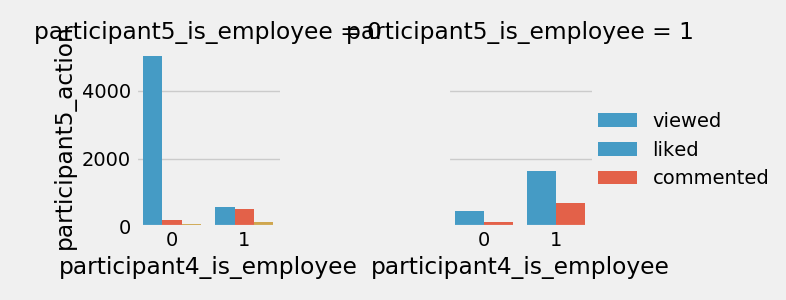 participant5_is_employee = 0
participant5_is_employee = 1
participant5_action
4000
2000
0
0 1
0 1
participant4_is_employee
participant4_is_employee
viewed
liked
commented